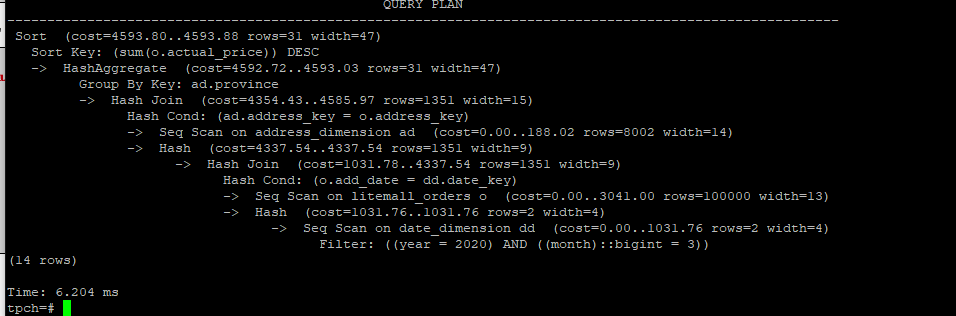 QUERY PLAN
---------------------------------------------------------------------------------------------------------
 Sort  (cost=4593.80..4593.88 rows=31 width=47)
   Sort Key: (sum(o.actual_price)) DESC
   ->  HashAggregate  (cost=4592.72..4593.03 rows=31 width=47)
         Group By Key: ad.province
         ->  Hash Join  (cost=4354.43..4585.97 rows=1351 width=15)
               Hash Cond: (ad.address_key = o.address_key)
               ->  Seq Scan on address_dimension ad  (cost=0.00..188.02 rows=8002 width=14)
               ->  Hash  (cost=4337.54..4337.54 rows=1351 width=9)
                     ->  Hash Join  (cost=1031.78..4337.54 rows=1351 width=9)
                           Hash Cond: (o.add_date = dd.date_key)
                           ->  Seq Scan on litemall_orders o  (cost=0.00..3041.00 rows=100000 width=13)
                           ->  Hash  (cost=1031.76..1031.76 rows=2 width=4)
                                 ->  Seq Scan on date_dimension dd  (cost=0.00..1031.76 rows=2 width=4)
                                       Filter: ((year = 2020) AND ((month)::bigint = 3))
(14 rows)

Time: 6.204 ms
tpch=#